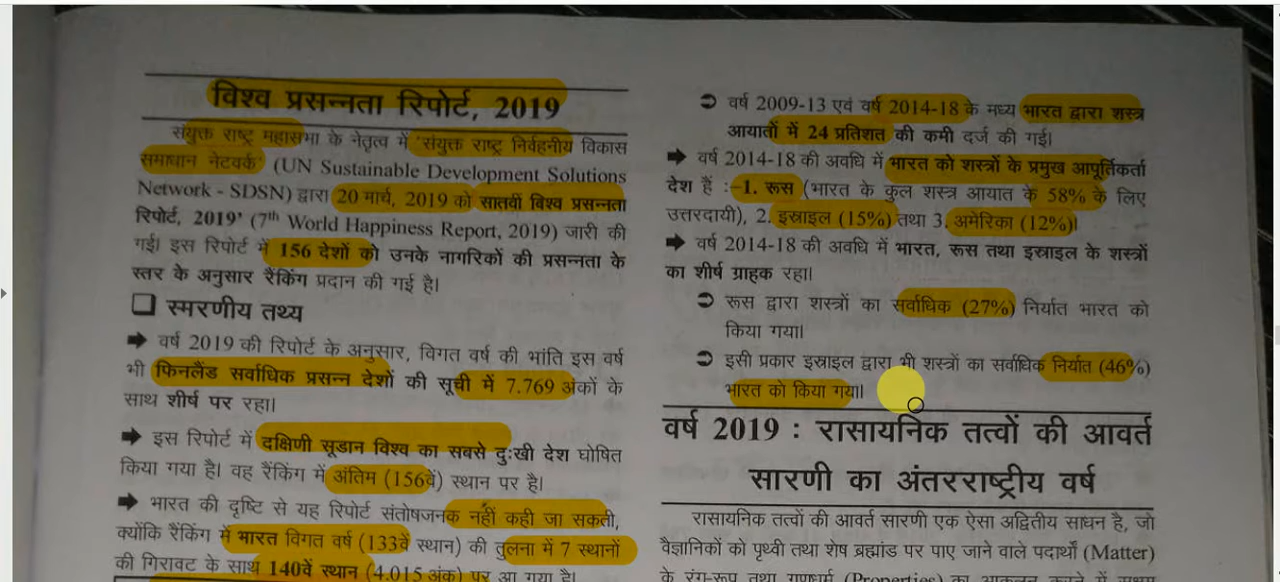 विश्व प्रसन्नता रिपोर्ट, 2019
संयुक्त राष्ट्र महासभा के नेतृत्व में 'संयुक्त राष्ट्र निर्वहनीय विकास
समाधान नेटवर्क' (UN Sustainable Development Solutions
Network - SDSN) द्वारा 20 मार्च, 2019 को सातवीं विश्व प्रसन्नता
रिपोर्ट, 2019' (7th World Happiness Report, 2019) जारी की
गई। इस रिपोर्ट में 156 देशों को उनके नागरिकों की प्रसन्नता के
स्तर के अनुसार रैंकिंग प्रदान की गई है।
❑ स्मरणीय तथ्य
➡ वर्ष 2019 की रिपोर्ट के अनुसार, विगत वर्ष की भांति इस वर्ष
भी फिनलैंड सर्वाधिक प्रसन्न देशों की सूची में 7.769 अंकों के
साथ शीर्ष पर रहा।
➡ इस रिपोर्ट में दक्षिणी सूडान विश्व का सबसे दुःखी देश घोषित
किया गया है। वह रैंकिंग में अंतिम (156वें) स्थान पर है।
➡ भारत की दृष्टि से यह रिपोर्ट संतोषजनक नहीं कही जा सकती,
क्योंकि रैंकिंग में भारत विगत वर्ष (133वें स्थान) की तुलना में 7 स्थानों
की गिरावट के साथ 140वें स्थान (4.015 अंक) पर आ गया है।
➲ वर्ष 2009-13 एवं वर्ष 2014-18 के मध्य भारत द्वारा शस्त्र
आयातों में 24 प्रतिशत की कमी दर्ज की गई।
➡ वर्ष 2014-18 की अवधि में भारत को शस्त्रों के प्रमुख आपूर्तिकर्ता
देश हैं :–1. रूस (भारत के कुल शस्त्र आयात के 58% के लिए
उत्तरदायी), 2. इस्राइल (15%) तथा 3. अमेरिका (12%)।
➡ वर्ष 2014-18 की अवधि में भारत, रूस तथा इस्राइल के शस्त्रों
का शीर्ष ग्राहक रहा।
➲ रूस द्वारा शस्त्रों का सर्वाधिक (27%) निर्यात भारत को
किया गया।
➲ इसी प्रकार इस्राइल द्वारा भी शस्त्रों का सर्वाधिक निर्यात (46%)
भारत को किया गया।
वर्ष 2019 : रासायनिक तत्वों की आवर्त
सारणी का अंतरराष्ट्रीय वर्ष
रासायनिक तत्वों की आवर्त सारणी एक ऐसा अद्वितीय साधन है, जो
वैज्ञानिकों को पृथ्वी तथा शेष ब्रह्मांड पर पाए जाने वाले पदार्थों (Matter)
के रंग-रूप तथा गुणधर्म (Properties) का आकलन करने में सक्षम